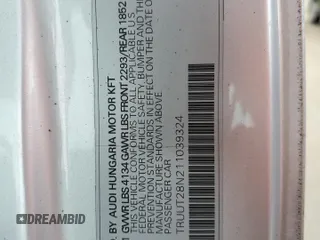 D. BY AUDI HUNGARIA MOTOR KFT
1 GVWR LBS 4134 GAWR LBS FRONT 2293/REAR 1852
THIS VEHICLE CONFORMS TO ALL APPLICABLE U.S.
FEDERAL MOTOR VEHICLE SAFETY, BUMPER AND
STANDARDS IN EFFECT ON THE DATE OF
MANUFACTURE SHOWN ABOVE.
PASSENGER CAR
TRUUT28N211039324
DREAMBID